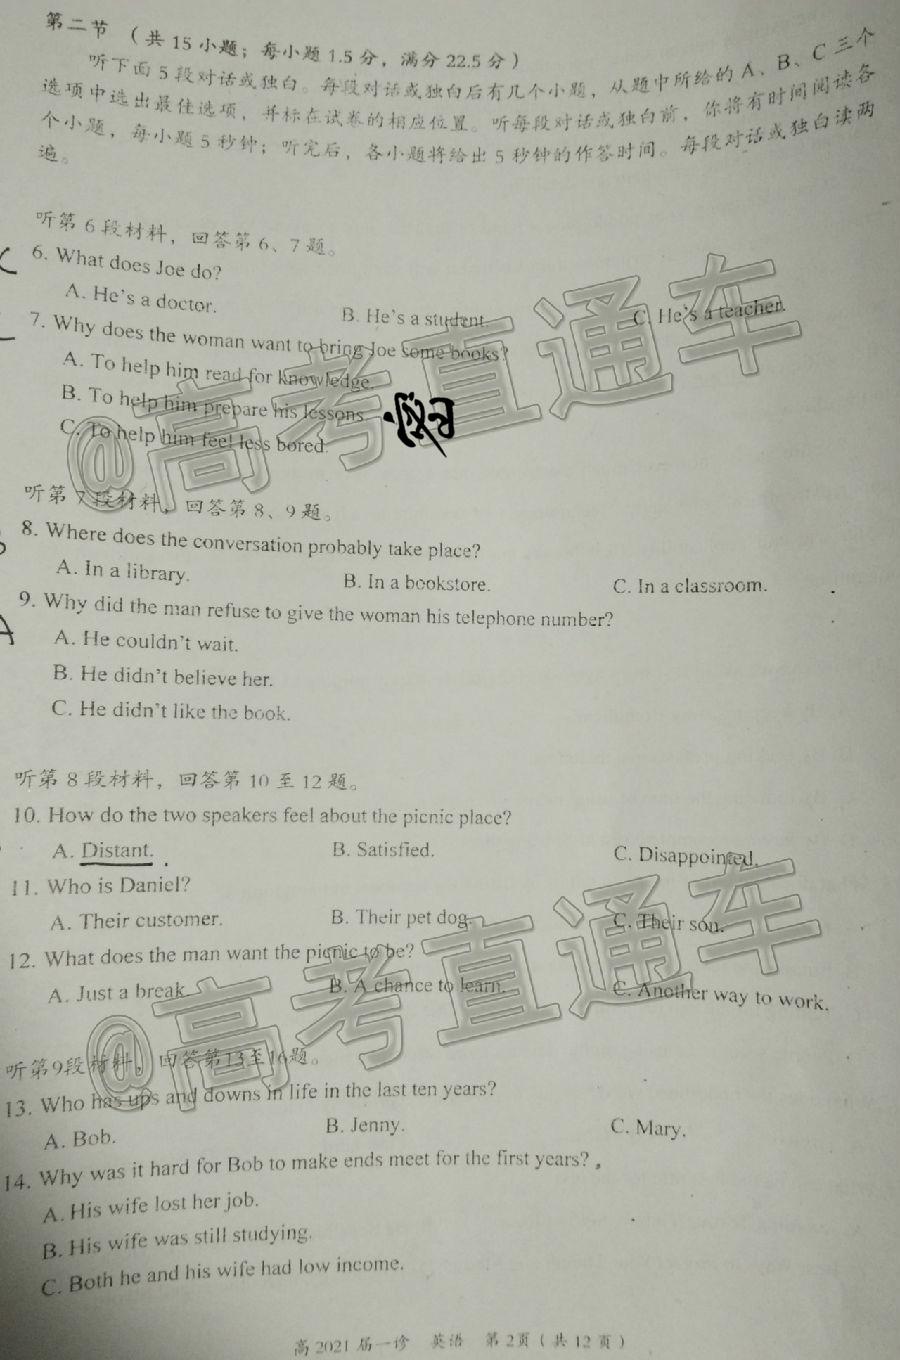 第二节 （共 15 小题；每小题 1.5 分，满分 22.5 分）
听下面 5 段对话或独白。每段对话或独白后有几个小题，从题中所给的 A、B、C 三个
选项中选出最佳选项，并标在试卷的相应位置。听每段对话或独白前，你将有时间阅读各
个小题，每小题 5 秒钟；听完后，各小题将给出 5 秒钟的作答时间。每段对话或独白读两
遍。
听第 6 段材料，回答第 6、7 题。
6. What does Joe do?
A. He's a doctor. B. He's a student. C. He's a teacher.
7. Why does the woman want to bring Joe some books?
A. To help him read for knowledge.
B. To help him prepare his lessons.
C. To help him feel less bored.
@高考直通车
听第 7 段材料，回答第 8、9 题。
8. Where does the conversation probably take place?
A. In a library. B. In a bookstore. C. In a classroom.
9. Why did the man refuse to give the woman his telephone number?
A
A. He couldn't wait.
B. He didn't believe her.
C. He didn't like the book.
听第 8 段材料，回答第 10 至 12 题。
10. How do the two speakers feel about the picnic place?
A. Distant. B. Satisfied. C. Disappointed.
11. Who is Daniel?
A. Their customer. B. Their pet dog. C. Their son.
12. What does the man want the picnic to be?
A. Just a break. B. A chance to learn. C. Another way to work.
@高考直通车
听第9段材料，回答第13至16题。
13. Who has ups and downs in life in the last ten years?
A. Bob. B. Jenny. C. Mary.
14. Why was it hard for Bob to make ends meet for the first years?
A. His wife lost her job.
B. His wife was still studying.
C. Both he and his wife had low income.
高 2021 届一诊 英语 第 2页（共 12 页）